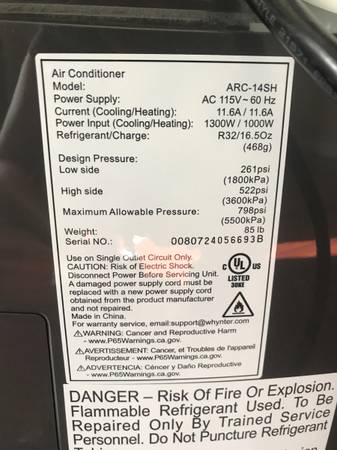 Air Conditioner
Model: ARC-14SH
Power Supply: AC 115V~ 60 Hz
Current (Cooling/Heating): 11.6A / 11.6A
Power Input (Cooling/Heating): 1300W / 1000W
Refrigerant/Charge: R32/16.5Oz
(468g)
Design Pressure:
Low side 261psi
(1800kPa)
High side 522psi
(3600kPa)
Maximum Allowable Pressure: 798psi
(5500kPa)
Weight: 85 lb
Serial NO.: 0080724056693B
Use on Single Outlet Circuit Only.
CAUTION: Risk of Electric Shock.
Disconnect Power Before Servicing Unit.
A damaged power supply cord must be
replaced with a new power supply cord
obtained from the product manufacturer
and not repaired.
Made in China.
For warranty service, email:support@whynter.com
C UL US
LISTED
30KE
⚠WARNING: Cancer and Reproductive Harm
- www.P65Warnings.ca.gov.
⚠AVERTISSEMENT: Cancer, et Troubles de l'appareil
Reproducteur - www.P65Warnings.ca.gov.
⚠ADVERTENCIA: Céncer y Daño Reproductivo
- www.P65Warnings.ca.gov.
DANGER – Risk Of Fire Or Explosion.
Flammable Refrigerant Used. To Be
Repaired Only By Trained Service
Personnel. Do Not Puncture Refrigerant